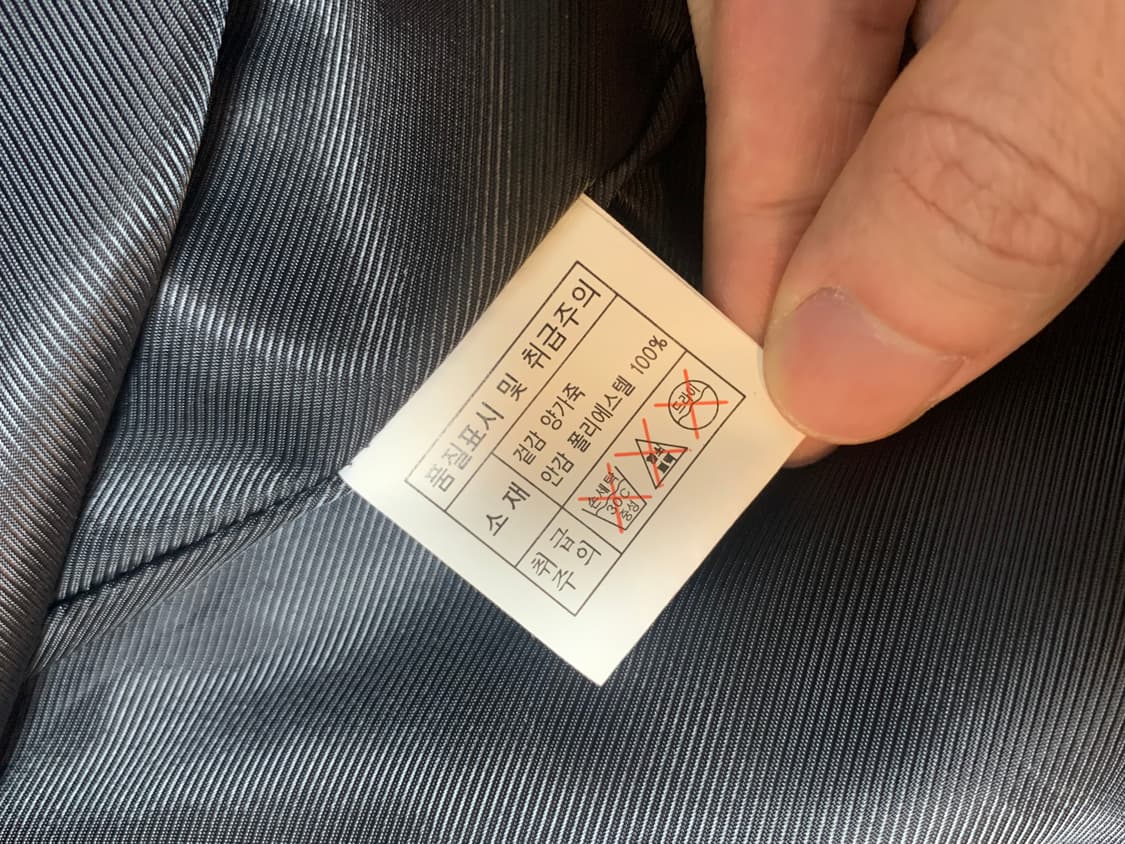 품질표시 및 취급주의
소 재
겉감 양가죽
안감 폴리에스텔 100%
취급
주의
손세탁
30℃
중성
드라이